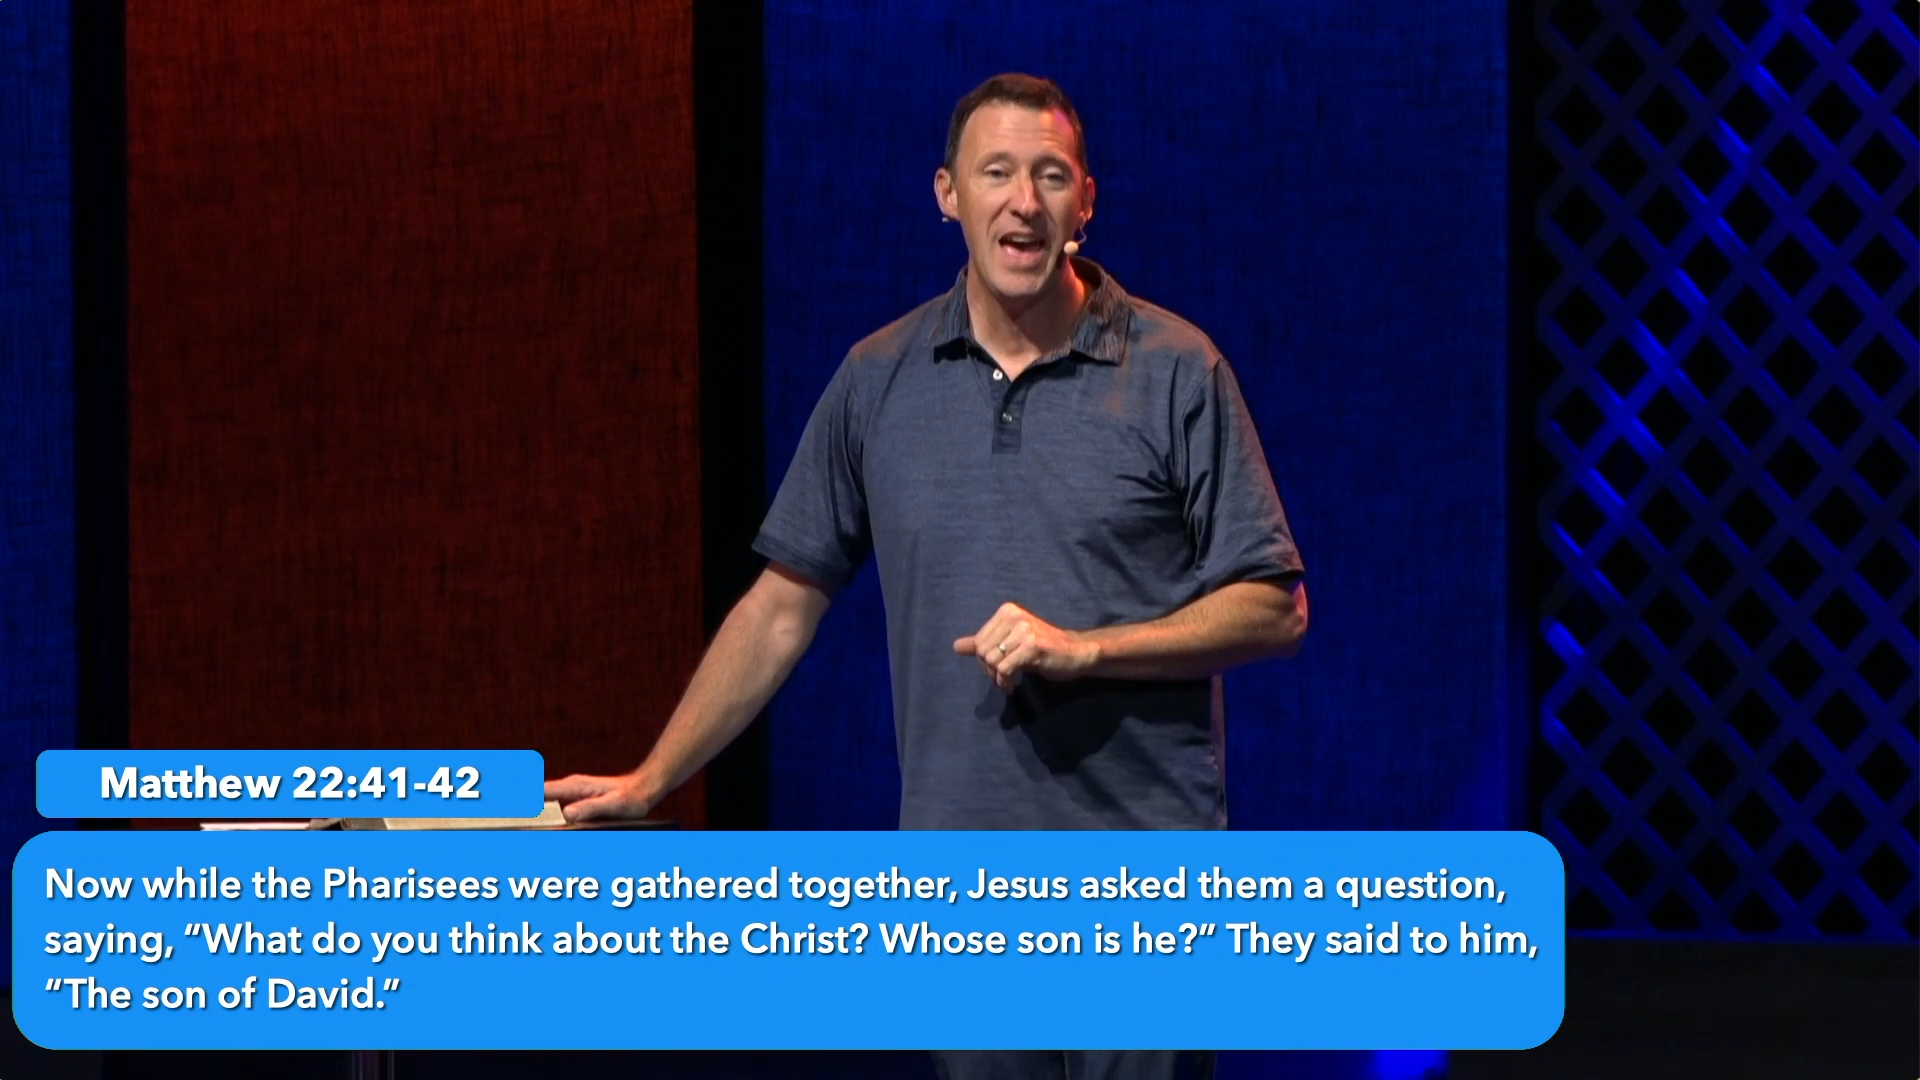 Matthew 22:41-42
Now while the Pharisees were gathered together, Jesus asked them a question,
saying, “What do you think about the Christ? Whose son is he?” They said to him,
“The son of David.”